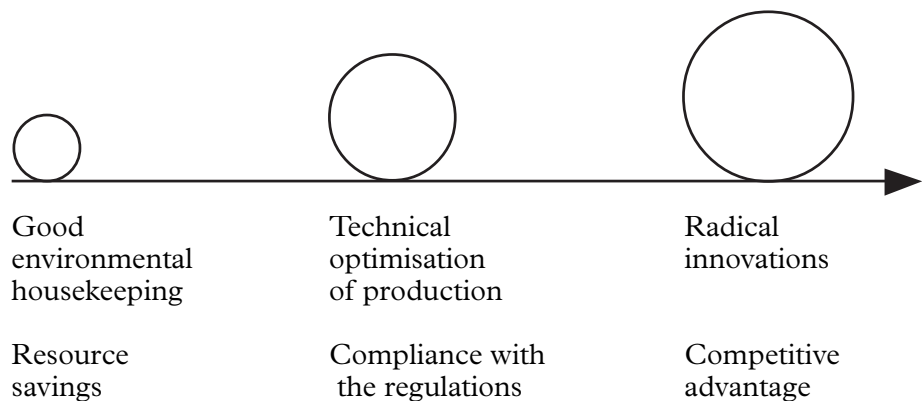 Good
environmental
housekeeping
Technical
optimisation
of production
Radical
innovations
Resource
savings
Compliance with
the regulations
Competitive
advantage